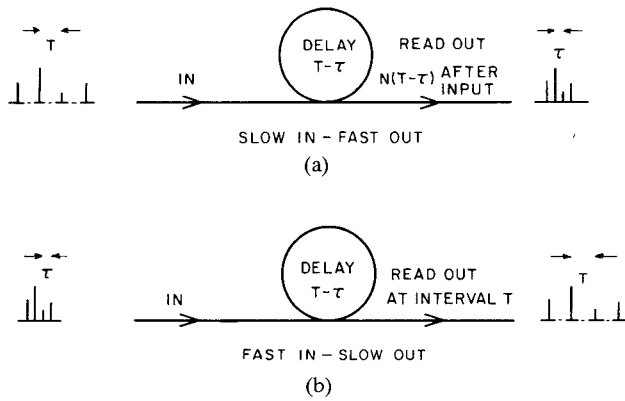 T
IN
DELAY
T-τ
READ OUT
N(T-τ) AFTER
INPUT
τ
SLOW IN – FAST OUT
(a)
τ
IN
DELAY
T-τ
READ OUT
AT INTERVAL T
T
FAST IN – SLOW OUT
(b)